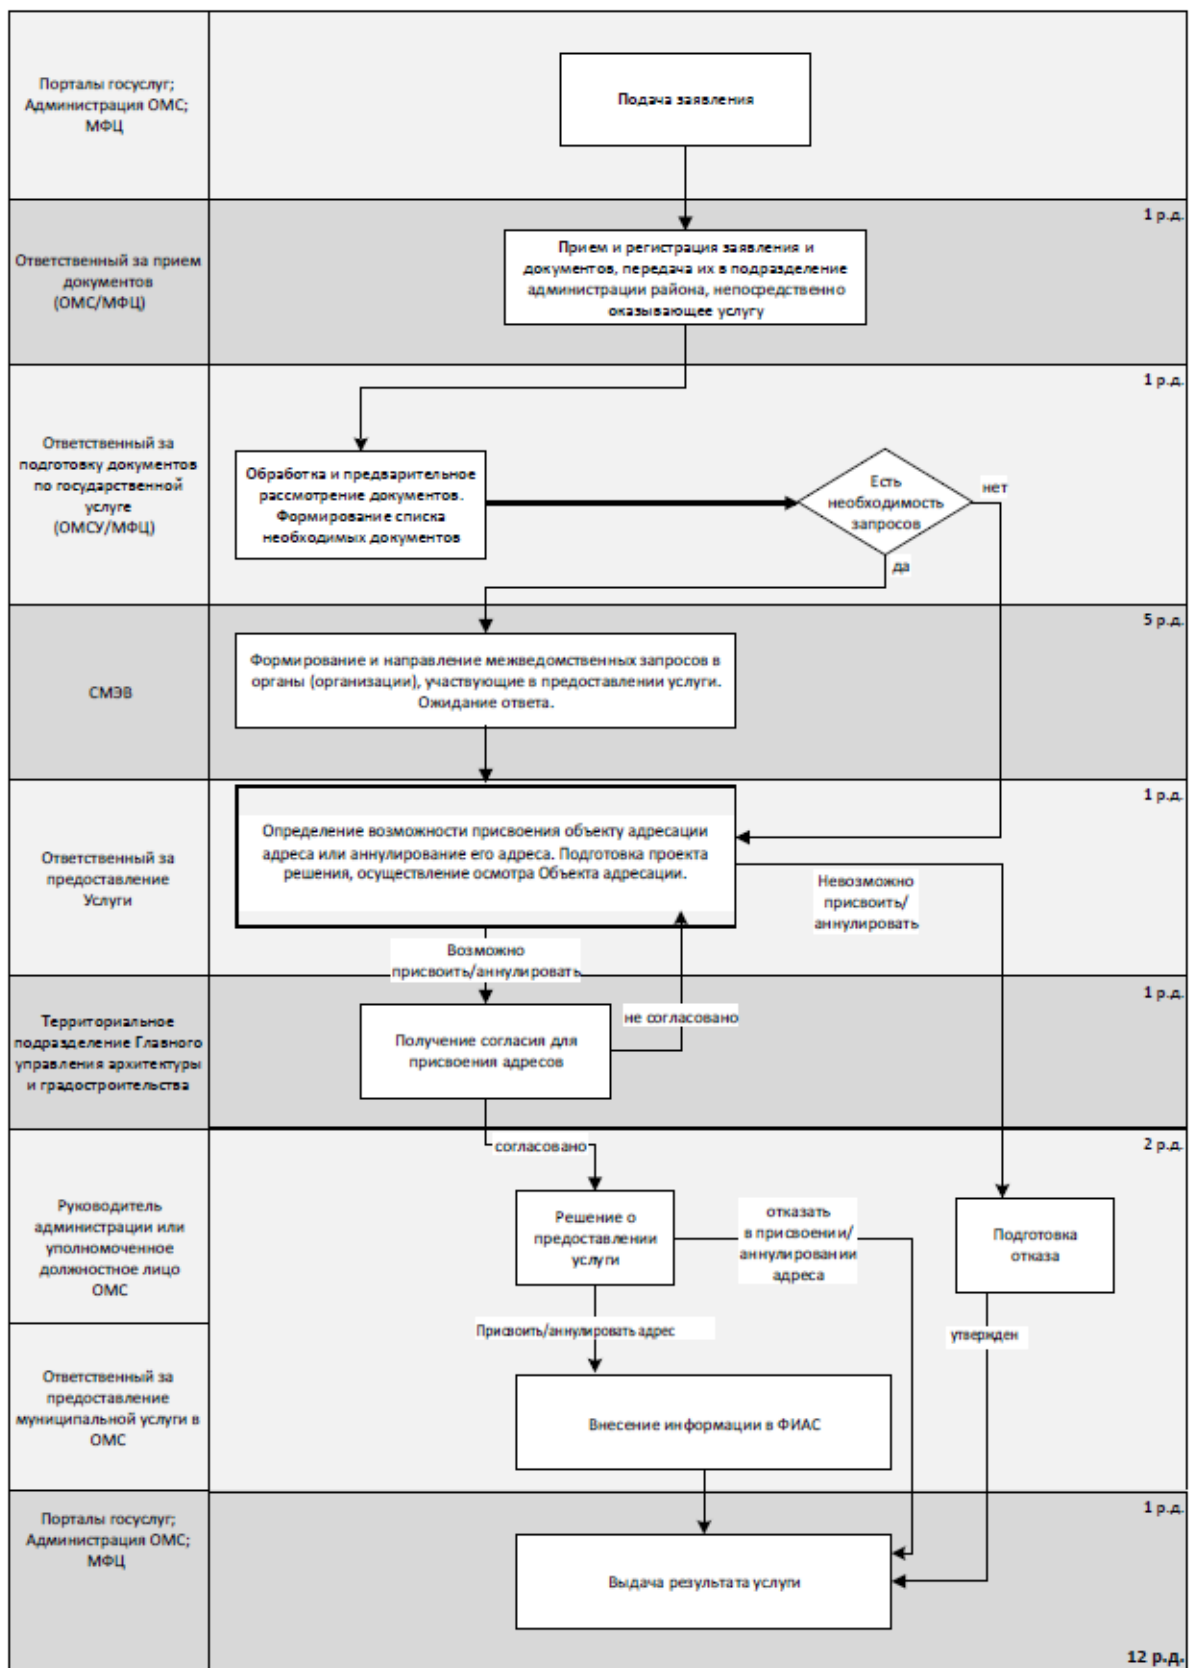 Порталы госуслуг;
Администрация ОМС;
МФЦ
Подача заявления
1 р.д.
Ответственный за прием
документов
(ОМС/МФЦ)
Прием и регистрация заявления и
документов, передача их в подразделение
администрации района, непосредственно
оказывающее услугу
1 р.д.
Ответственный за
подготовку документов
по государственной
услуге
(ОМСУ/МФЦ)
Обработка и предварительное
рассмотрение документов.
Формирование списка
необходимых документов
Есть
необходимость
запросов
нет
да
5 р.д.
СМЭВ
Формирование и направление межведомственных запросов в
органы (организации), участвующие в предоставлении услуги.
Ожидание ответа.
1 р.д.
Ответственный за
предоставление
Услуги
Определение возможности присвоения объекту адресации
адреса или аннулирование его адреса. Подготовка проекта
решения, осуществление осмотра Объекта адресации.
Невозможно
присвоить/
аннулировать
Возможно
присвоить/аннулировать
1 р.д.
Территориальное
подразделение Главного
управления архитектуры
и градостроительства
Получение согласия для
присвоения адресов
не согласовано
согласовано
2 р.д.
Руководитель
администрации или
уполномоченное
должностное лицо
ОМС
Решение о
предоставлении
услуги
отказать
в присвоении/
аннулировании
адреса
Подготовка
отказа
Присвоить/аннулировать адрес
утвержден
Ответственный за
предоставление
муниципальной услуги в
ОМС
Внесение информации в ФИАС
1 р.д.
Порталы госуслуг;
Администрация ОМС;
МФЦ
Выдача результата услуги
12 р.д.